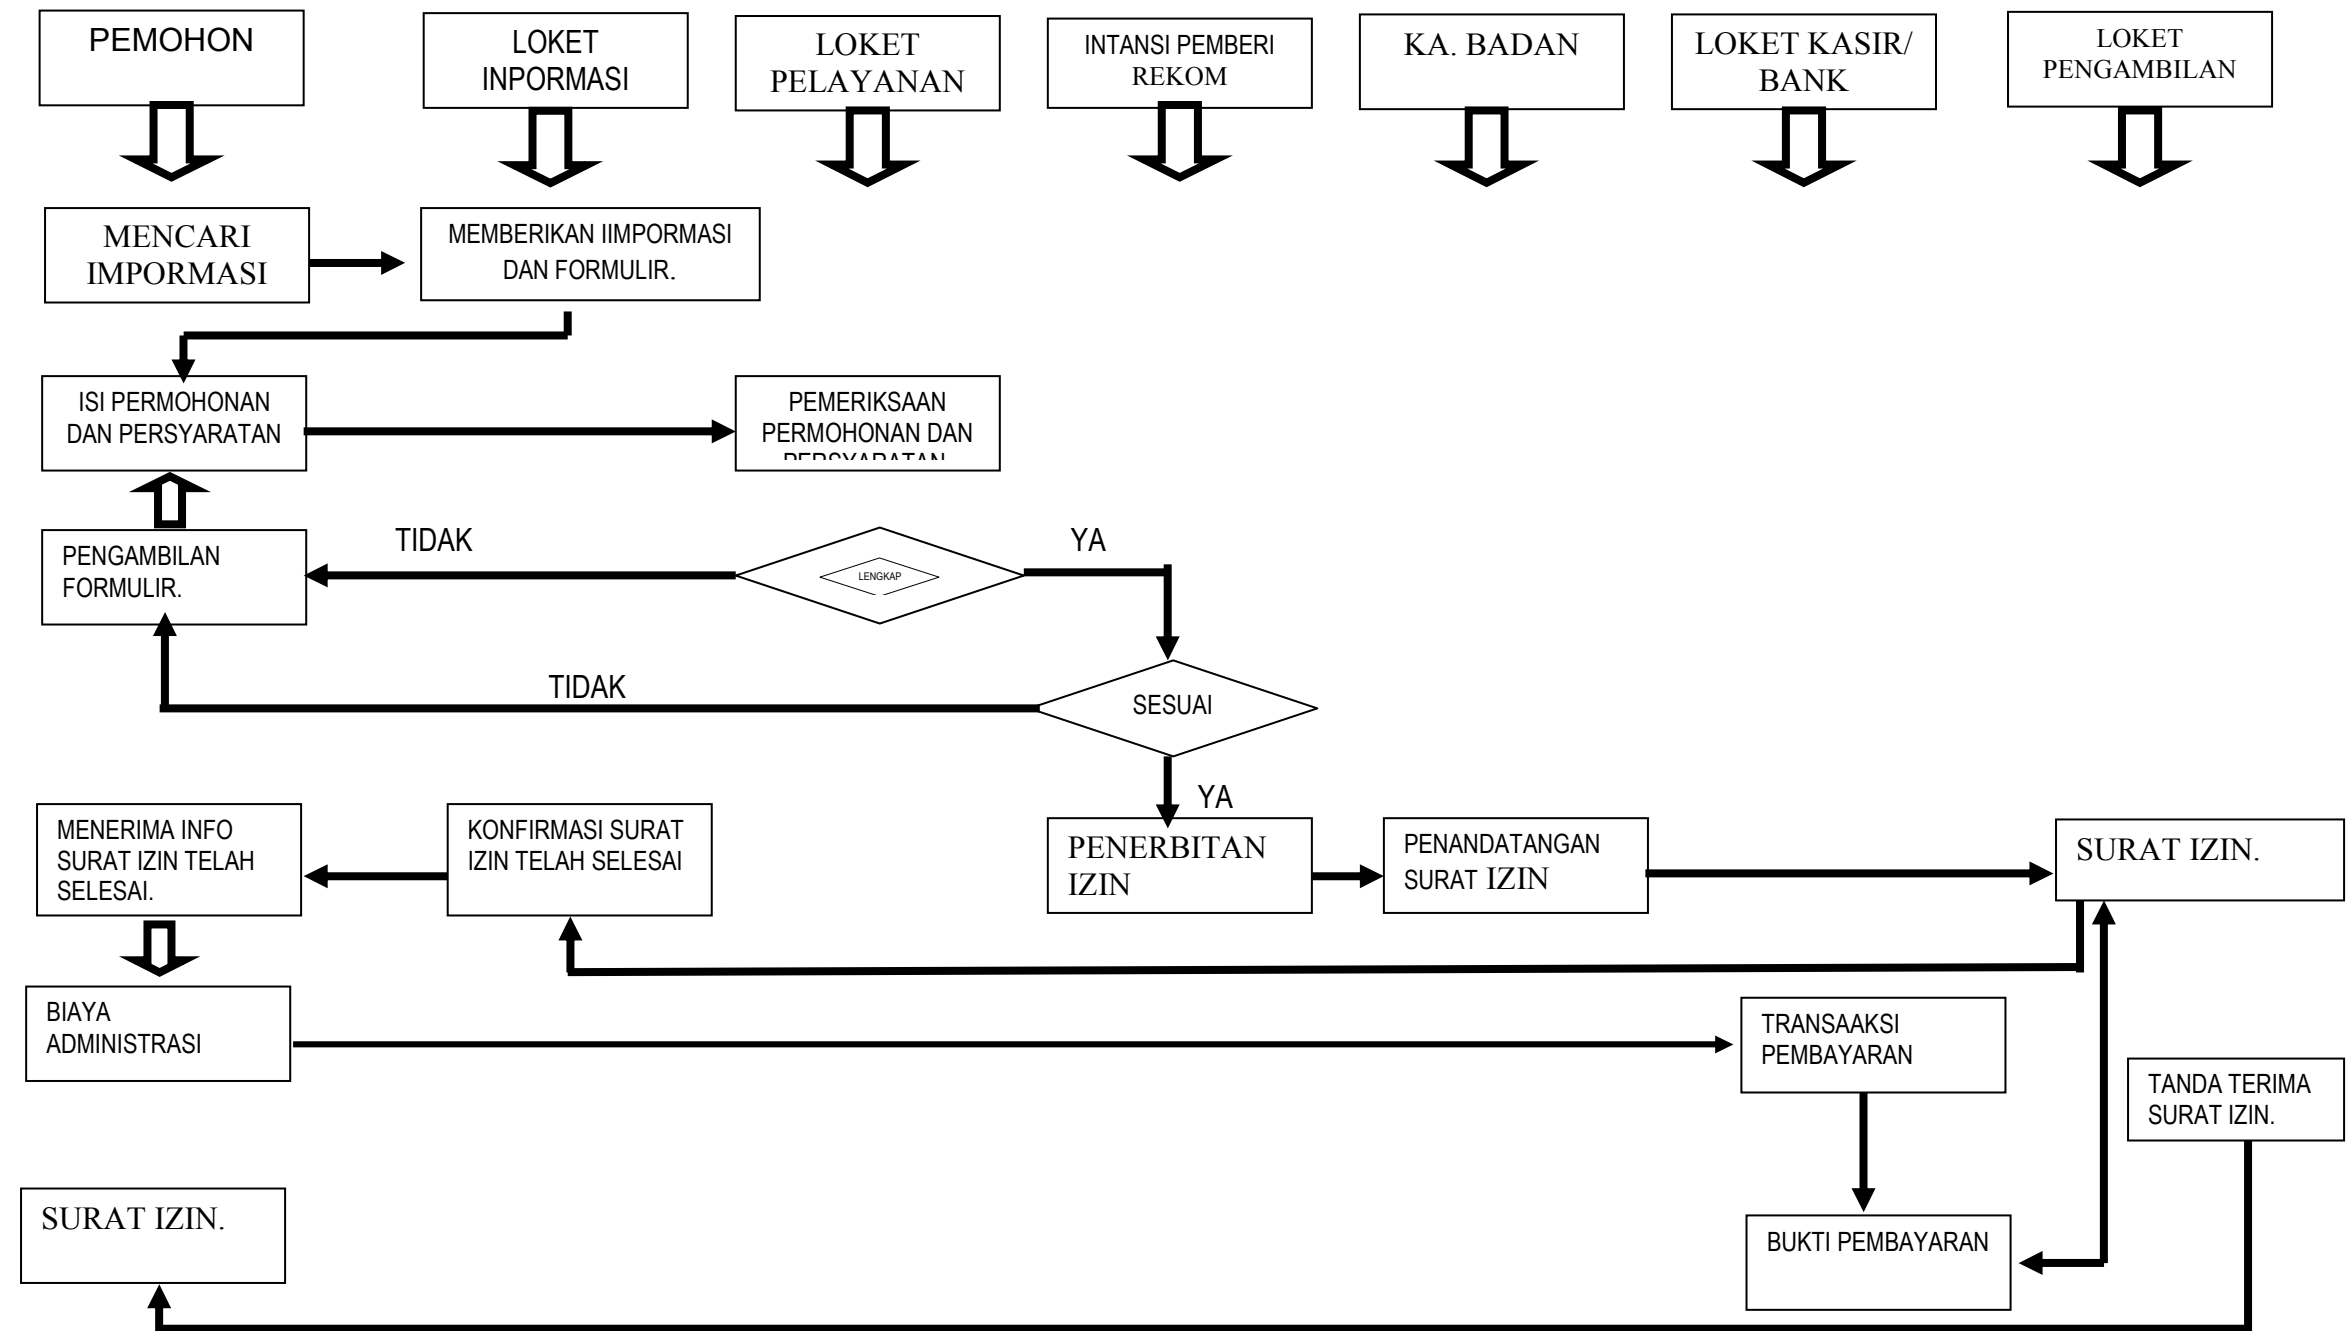 PEMOHON
LOKET
INPORMASI
LOKET
PELAYANAN
INTANSI PEMBERI
REKOM
KA. BADAN
LOKET KASIR/
BANK
LOKET
PENGAMBILAN
MENCARI
IMPORMASI
MEMBERIKAN IIMPORMASI
DAN FORMULIR.
ISI PERMOHONAN
DAN PERSYARATAN
PEMERIKSAAN
PERMOHONAN DAN
PERSYARATAN
PENGAMBILAN
FORMULIR.
TIDAK
LENGKAP
YA
TIDAK
SESUAI
YA
MENERIMA INFO
SURAT IZIN TELAH
SELESAI.
KONFIRMASI SURAT
IZIN TELAH SELESAI
PENERBITAN
IZIN
PENANDATANGAN
SURAT IZIN
SURAT IZIN.
BIAYA
ADMINISTRASI
TRANSAAKSI
PEMBAYARAN
TANDA TERIMA
SURAT IZIN.
SURAT IZIN.
BUKTI PEMBAYARAN